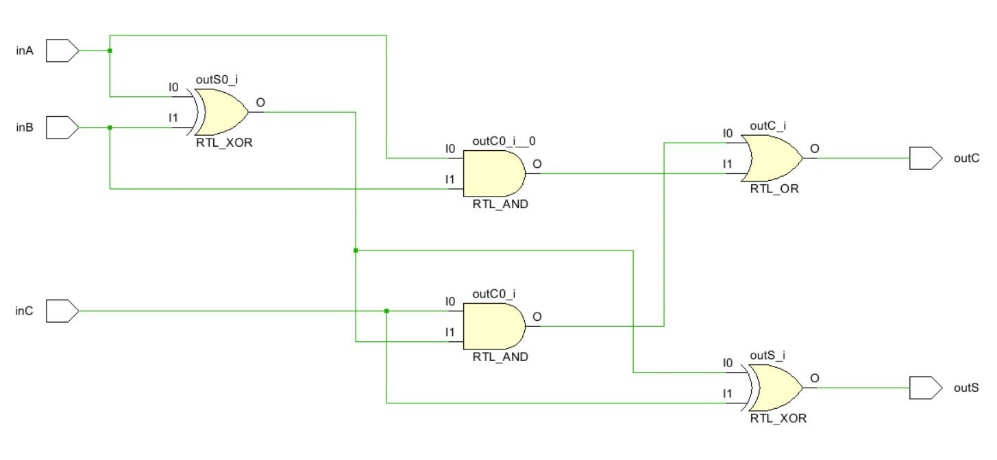 inA
outS0_i
I0
O
I1
inB
RTL_XOR
outC0_i__0
I0
O
I1
RTL_AND
outC_i
I0
O
I1
RTL_OR
outC
inC
outC0_i
I0
O
I1
RTL_AND
outS_i
I0
O
I1
RTL_XOR
outS